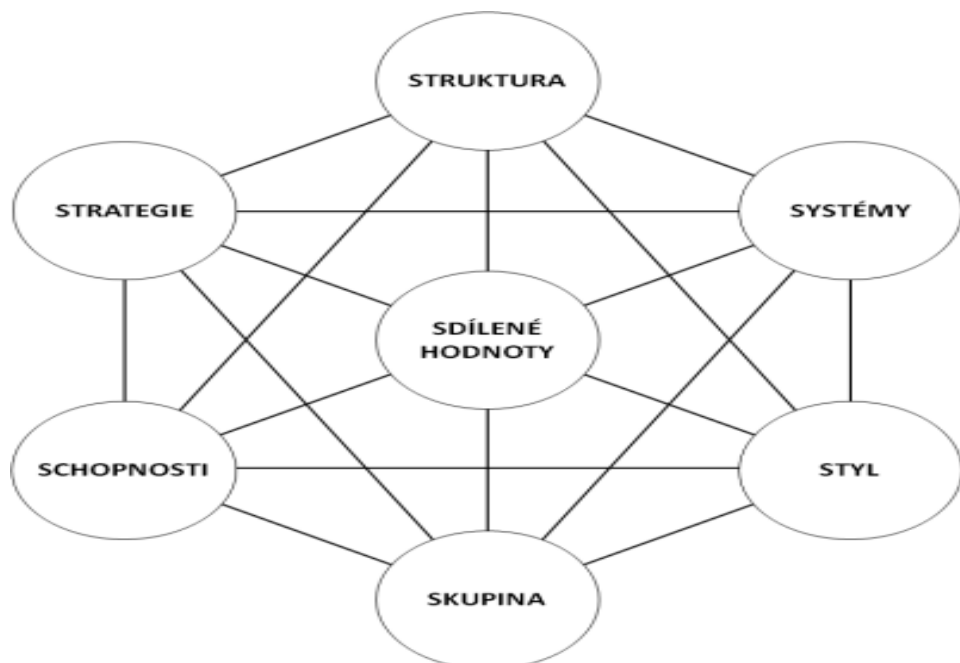 STRUKTURA
STRATEGIE
SYSTÉMY
SDÍLENÉ
HODNOTY
SCHOPNOSTI
STYL
SKUPINA